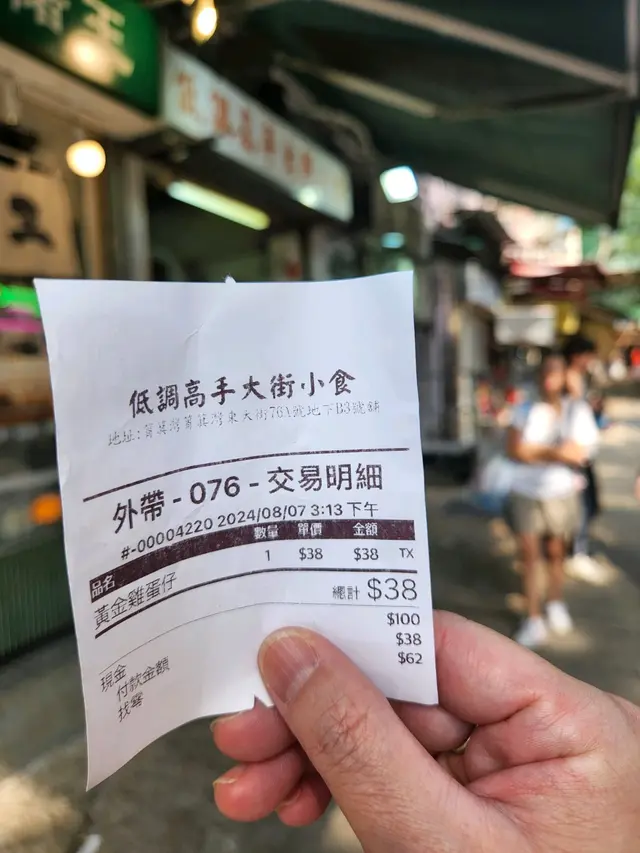 低調高手大街小食
地址:筲箕灣筲箕灣東大街76A號地下B3號舖
外帶 - 076 - 交易明細
#-00004220 2024/08/07 3:13 下午
品名 數量 單價 金額
黃金雞蛋仔 1 $38 $38 TX
總計 $38
現金 $100
付款金額 $38
找零 $62